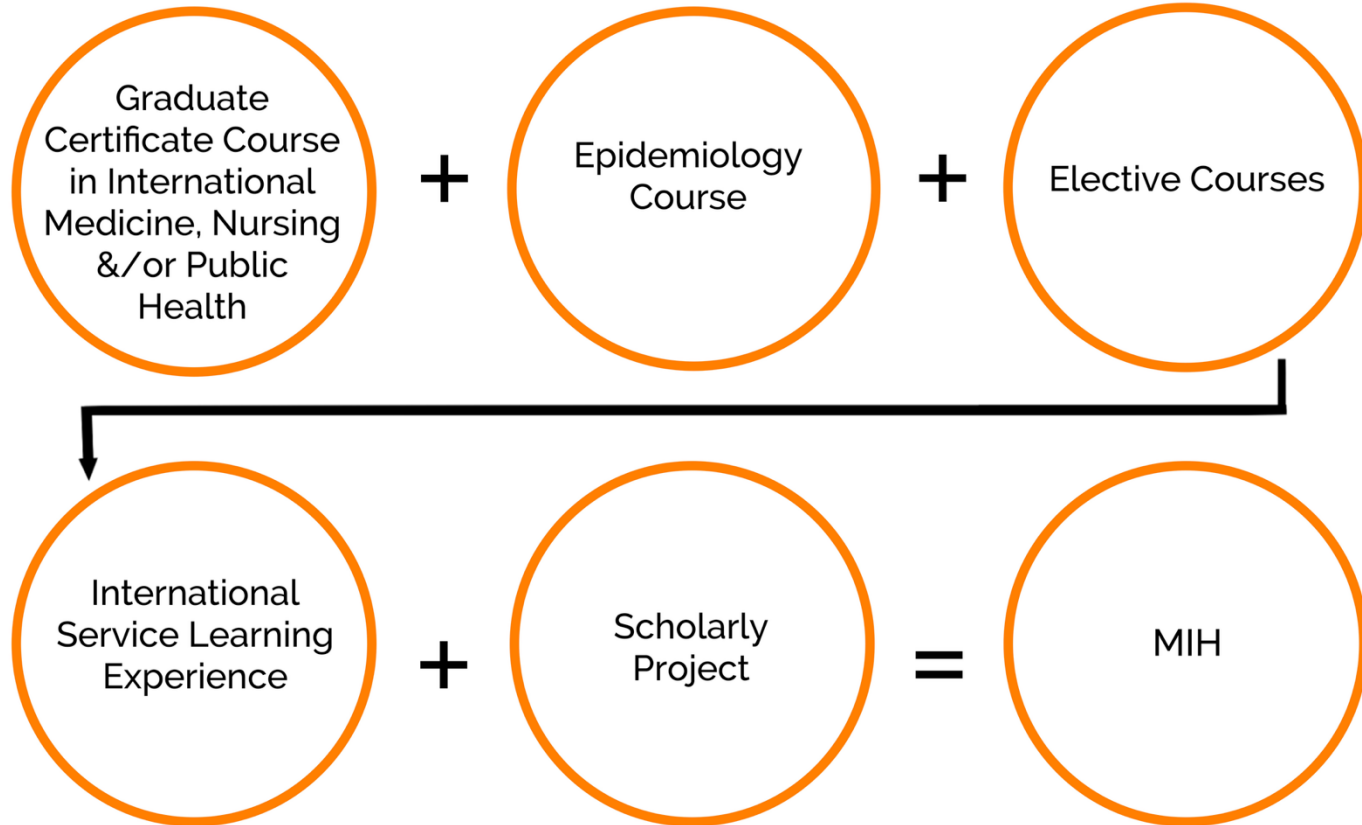 Graduate
Certificate Course
in International
Medicine, Nursing
&/or Public
Health
+
Epidemiology
Course
+
Elective Courses
International
Service Learning
Experience
+
Scholarly
Project
=
MIH